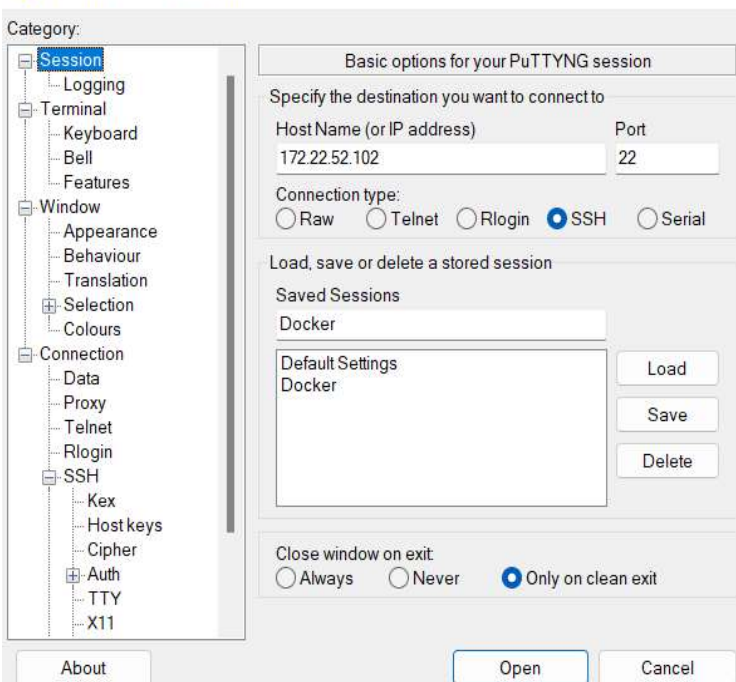 Category:
Session
Logging
Terminal
Keyboard
Bell
Features
Window
Appearance
Behaviour
Translation
Selection
Colours
Connection
Data
Proxy
Telnet
Rlogin
SSH
Kex
Host keys
Cipher
Auth
TTY
X11
About
Basic options for your PuTTYNG session
Specify the destination you want to connect to
Host Name (or IP address) Port
172.22.52.102 22
Connection type:
Raw Telnet Rlogin SSH Serial
Load, save or delete a stored session
Saved Sessions
Docker
Default Settings
Docker
Load
Save
Delete
Close window on exit:
Always Never Only on clean exit
Open Cancel